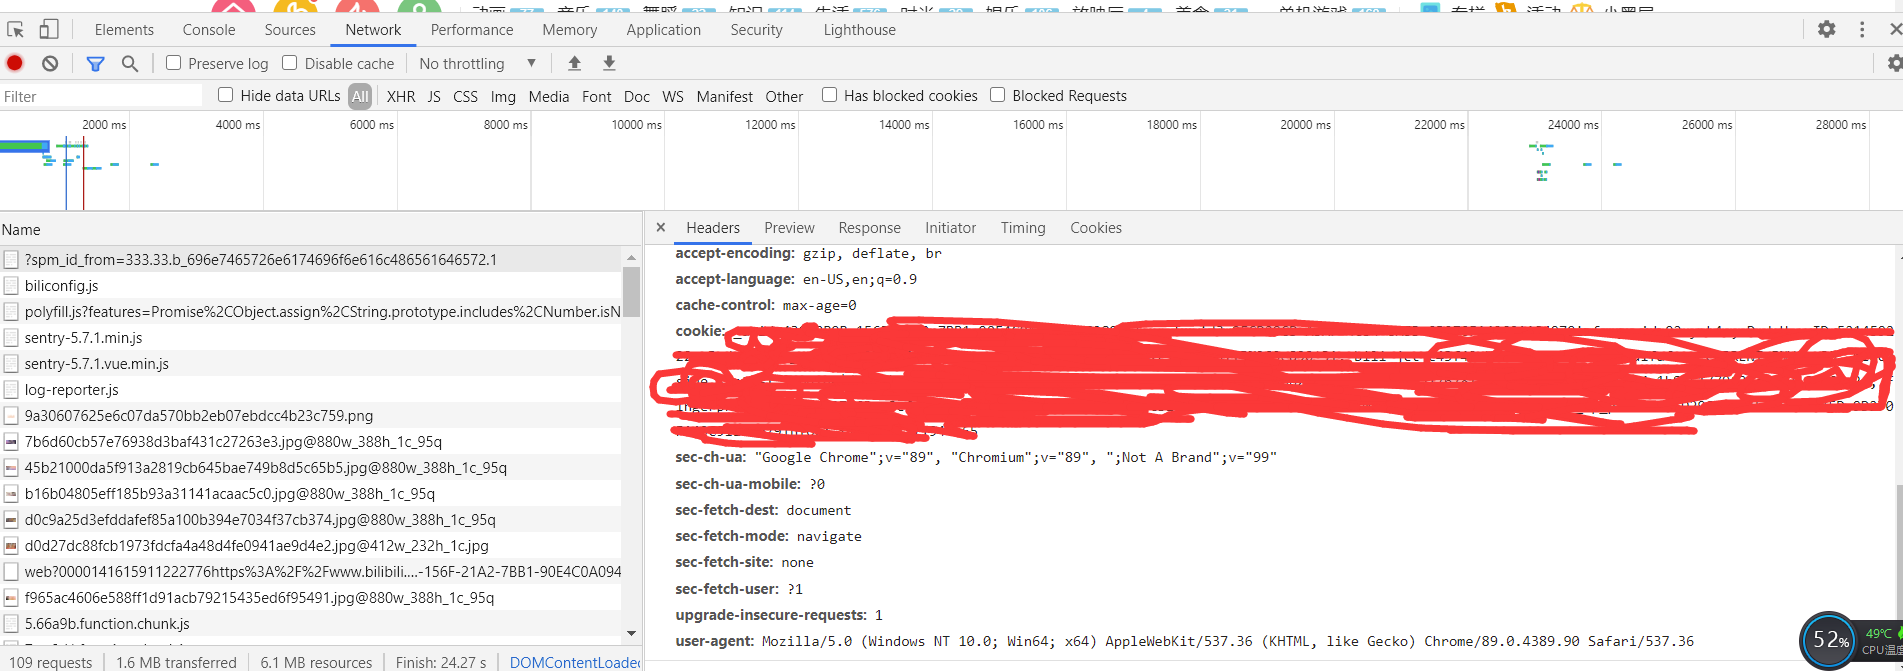 Elements Console Sources Network Performance Memory Application Security Lighthouse
Preserve log Disable cache No throttling
Filter Hide data URLs All XHR JS CSS Img Media Font Doc WS Manifest Other Has blocked cookies Blocked Requests
2000 ms 4000 ms 6000 ms 8000 ms 10000 ms 12000 ms 14000 ms 16000 ms 18000 ms 20000 ms 22000 ms 24000 ms 26000 ms 28000 ms
Name
?spm_id_from=333.33.b_696e7465726e6174696f6e616c486561646572.1
biliconfig.js
polyfill.js?features=Promise%2CObject.assign%2CString.prototype.includes%2CNumber.isN
sentry-5.7.1.min.js
sentry-5.7.1.vue.min.js
log-reporter.js
9a30607625e6c07da570bb2eb07ebdcc4b23c759.png
7b6d60cb57e76938d3baf431c27263e3.jpg@880w_388h_1c_95q
45b21000da5f913a2819cb645bae749b8d5c65b5.jpg@880w_388h_1c_95q
b16b04805eff185b93a31141acaac5c0.jpg@880w_388h_1c_95q
d0c9a25d3efddafef85a100b394e7034f37cb374.jpg@880w_388h_1c_95q
d0d27dc88fcb1973fdcfa4a48d4fe0941ae9d4e2.jpg@412w_232h_1c.jpg
web?0000141615911222776https%3A%2F%2Fwww.bilibili....-156F-21A2-7BB1-90E4C0A094
f965ac4606e588ff1d91acb79215435ed6f95491.jpg@880w_388h_1c_95q
5.66a9b.function.chunk.js
109 requests 1.6 MB transferred 6.1 MB resources Finish: 24.27 s DOMContentLoaded
Headers Preview Response Initiator Timing Cookies
accept-encoding: gzip, deflate, br
accept-language: en-US,en;q=0.9
cache-control: max-age=0
cookie:
sec-ch-ua: "Google Chrome";v="89", "Chromium";v="89", ";Not A Brand";v="99"
sec-ch-ua-mobile: ?0
sec-fetch-dest: document
sec-fetch-mode: navigate
sec-fetch-site: none
sec-fetch-user: ?1
upgrade-insecure-requests: 1
user-agent: Mozilla/5.0 (Windows NT 10.0; Win64; x64) AppleWebKit/537.36 (KHTML, like Gecko) Chrome/89.0.4389.90 Safari/537.36
52%
49℃
CPU温